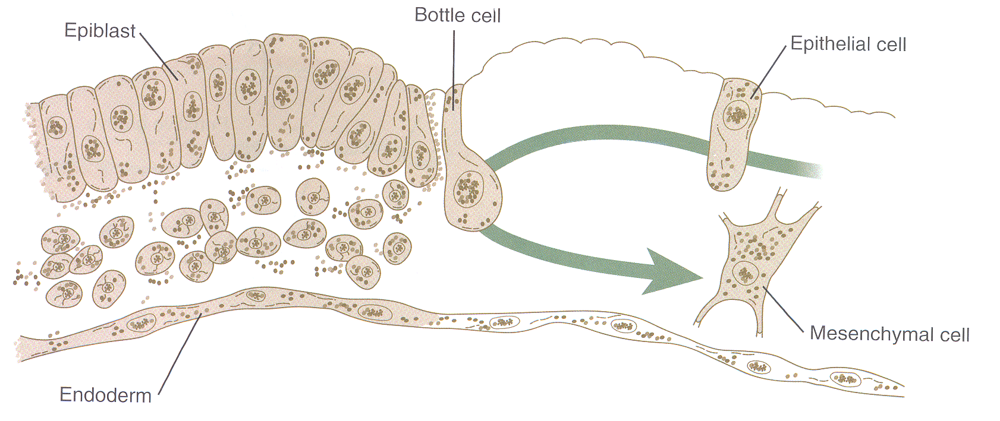 Bottle cell
Epiblast
Epithelial cell
Mesenchymal cell
Endoderm